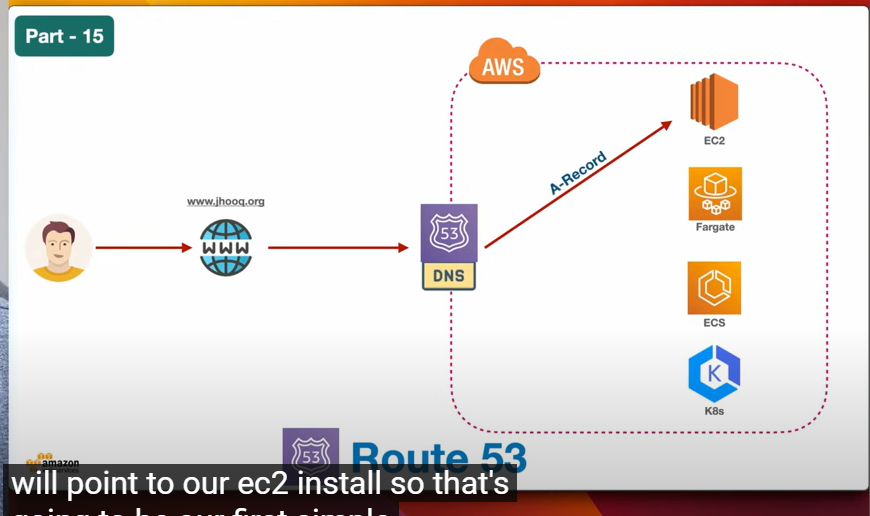 Part - 15
AWS
EC2
A-Record
www.jhooq.org
Fargate
WWW
53
DNS
ECS
K
K8s
53
Route 53
amazon
will point to our ec2 install so that's
going to be our first simple